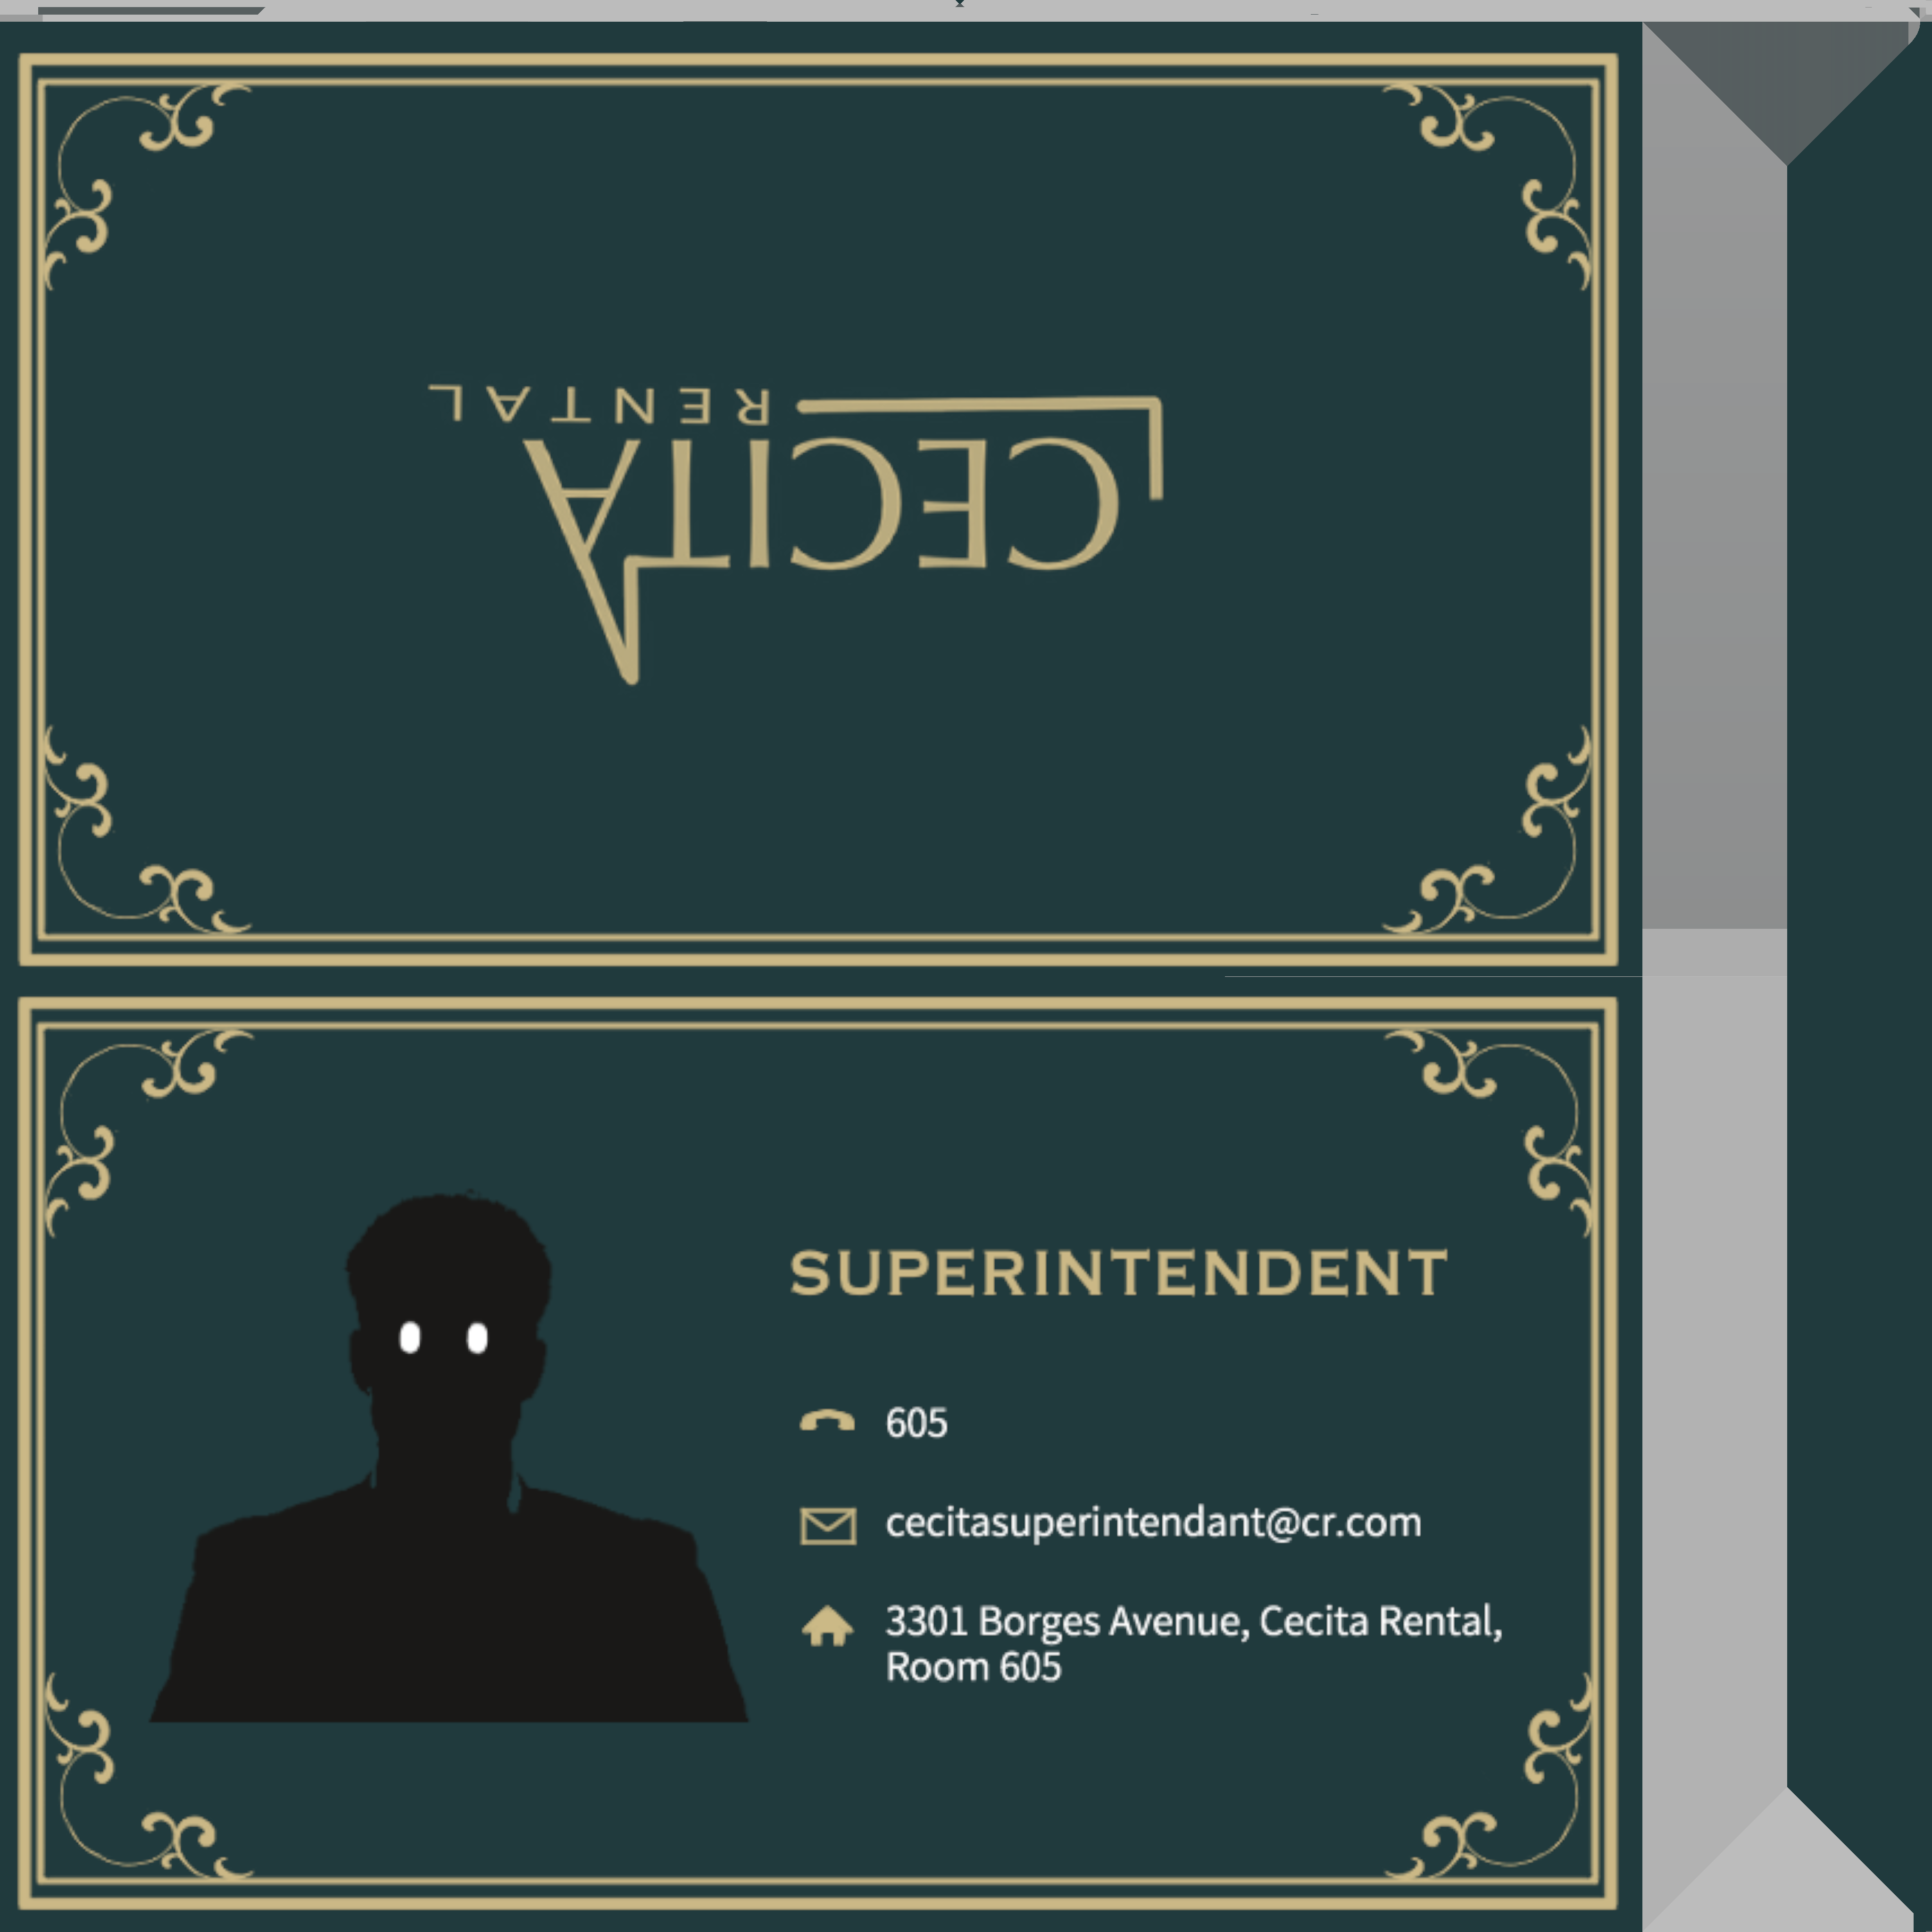 CECITA
RENTAL
SUPERINTENDENT
605
cecitasuperintendant@cr.com
3301 Borges Avenue, Cecita Rental,
Room 605